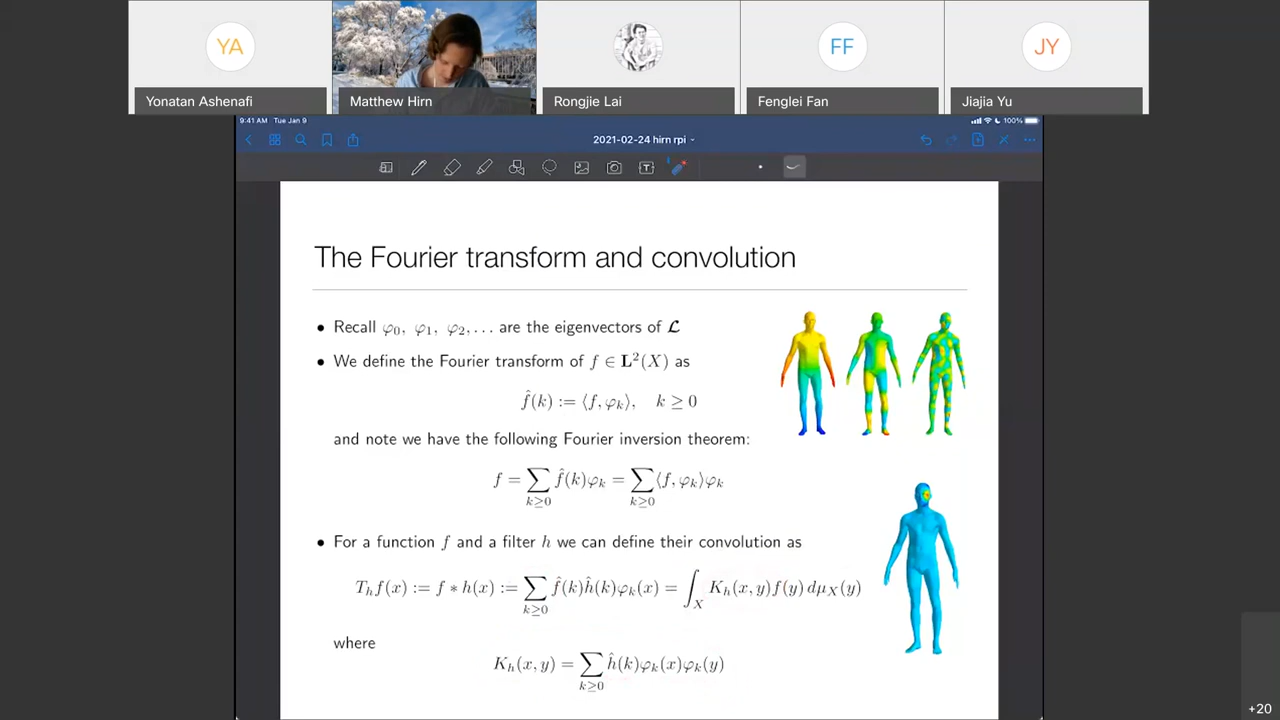 YA
FF
JY
Yonatan Ashenafi
Matthew Hirn
Rongjie Lai
Fenglei Fan
Jiajia Yu
9:41 AM Tue Jan 9
100%
2021-02-24 hirn rpi
T
The Fourier transform and convolution
• Recall φ₀, φ₁, φ₂, … are the eigenvectors of 𝓛
• We define the Fourier transform of f ∈ L²(X) as
f̂(k) := ⟨f, φₖ⟩, k ≥ 0
and note we have the following Fourier inversion theorem:
f = ∑_{k≥0} f̂(k)φₖ = ∑_{k≥0} ⟨f, φₖ⟩φₖ
• For a function f and a filter h we can define their convolution as
T_h f(x) := f ∗ h(x) := ∑_{k≥0} f̂(k)ĥ(k)φₖ(x) = ∫_X K_h(x, y)f(y) dμ_X(y)
where
K_h(x, y) = ∑_{k≥0} ĥ(k)φₖ(x)φₖ(y)
+20